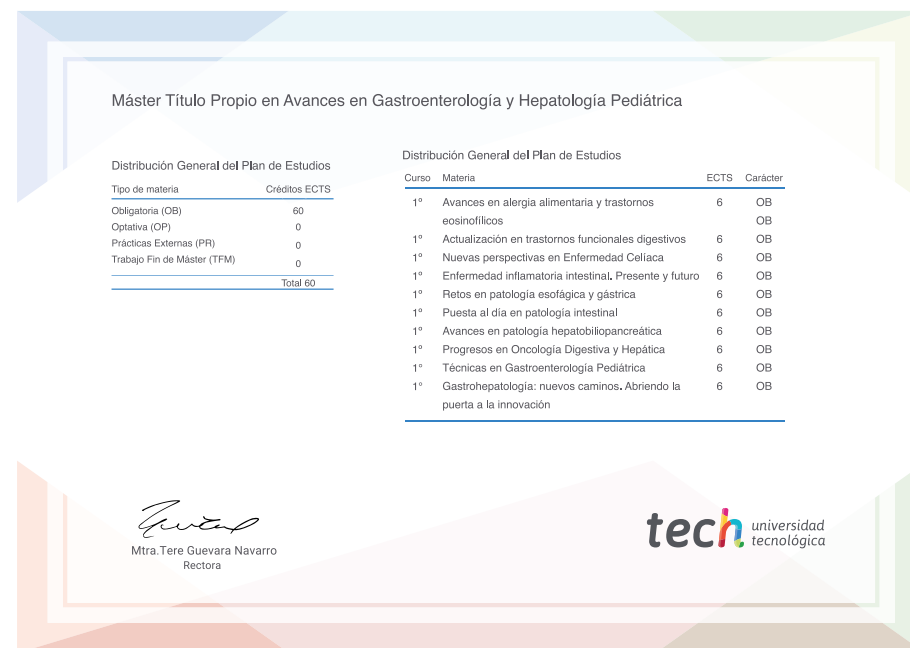 Máster Título Propio en Avances en Gastroenterología y Hepatología Pediátrica
Distribución General del Plan de Estudios
Tipo de materia Créditos ECTS
Obligatoria (OB) 60
Optativa (OP) 0
Prácticas Externas (PR) 0
Trabajo Fin de Máster (TFM) 0
Total 60
Distribución General del Plan de Estudios
Curso Materia ECTS Carácter
1º Avances en alergia alimentaria y trastornos 6 OB
eosinofílicos OB
1º Actualización en trastornos funcionales digestivos 6 OB
1º Nuevas perspectivas en Enfermedad Celíaca 6 OB
1º Enfermedad inflamatoria intestinal. Presente y futuro 6 OB
1º Retos en patología esofágica y gástrica 6 OB
1º Puesta al día en patología intestinal 6 OB
1º Avances en patología hepatobiliopancreática 6 OB
1º Progresos en Oncología Digestiva y Hepática 6 OB
1º Técnicas en Gastroenterología Pediátrica 6 OB
1º Gastrohepatología: nuevos caminos. Abriendo la 6 OB
puerta a la innovación
Mtra.Tere Guevara Navarro
Rectora
tech universidad
tecnológica